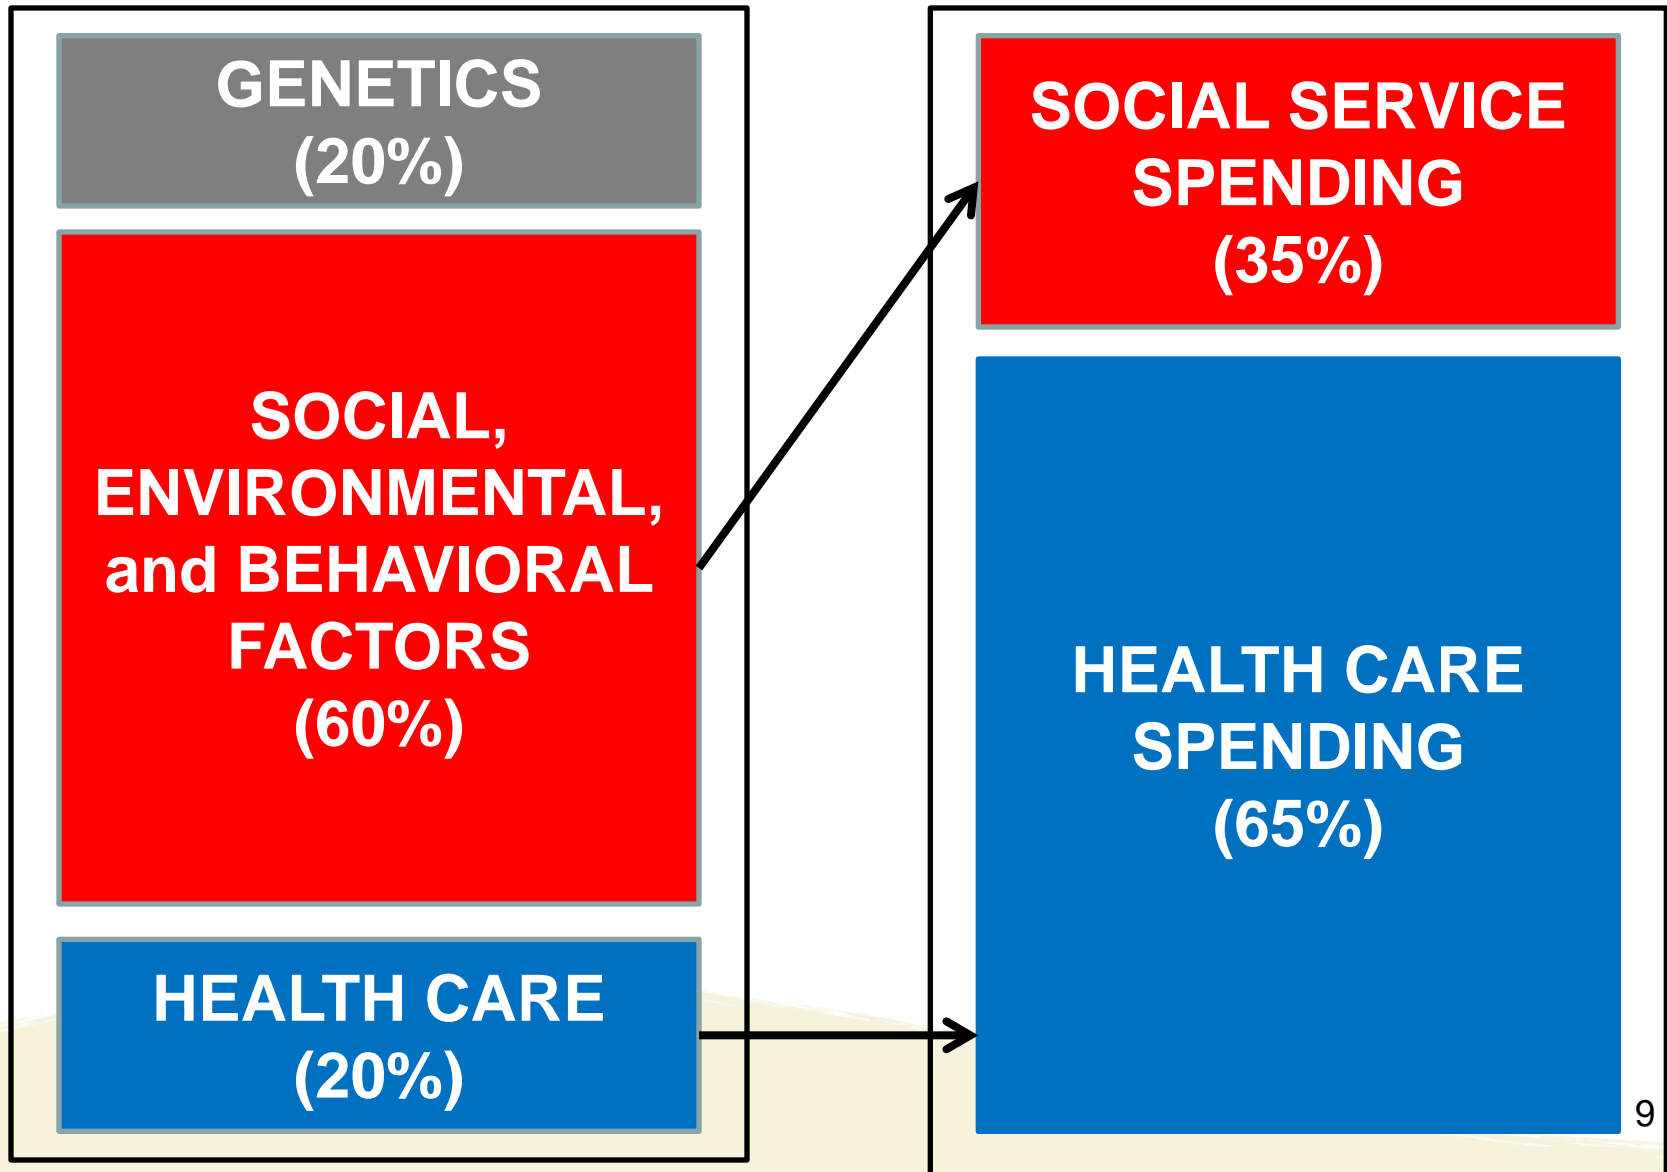 GENETICS
(20%)
SOCIAL,
ENVIRONMENTAL,
and BEHAVIORAL
FACTORS
(60%)
HEALTH CARE
(20%)
SOCIAL SERVICE
SPENDING
(35%)
HEALTH CARE
SPENDING
(65%)
9